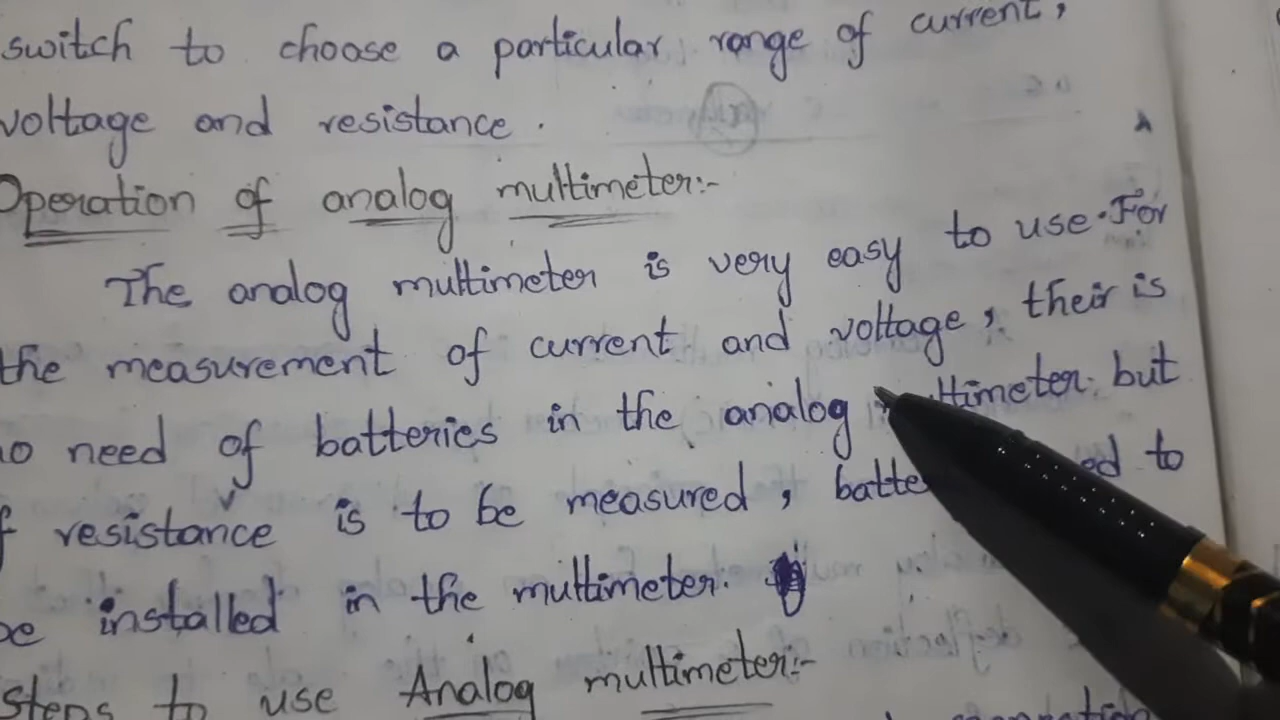 switch to choose a particular range of current,
voltage and resistance.
Operation of analog multimeter:-
The analog multimeter is very easy to use. For
the measurement of current and voltage, their is
need of batteries in the analog but
resistance is to be measured, to
installed in the multimeter.
Steps to use Analog multimeter:-